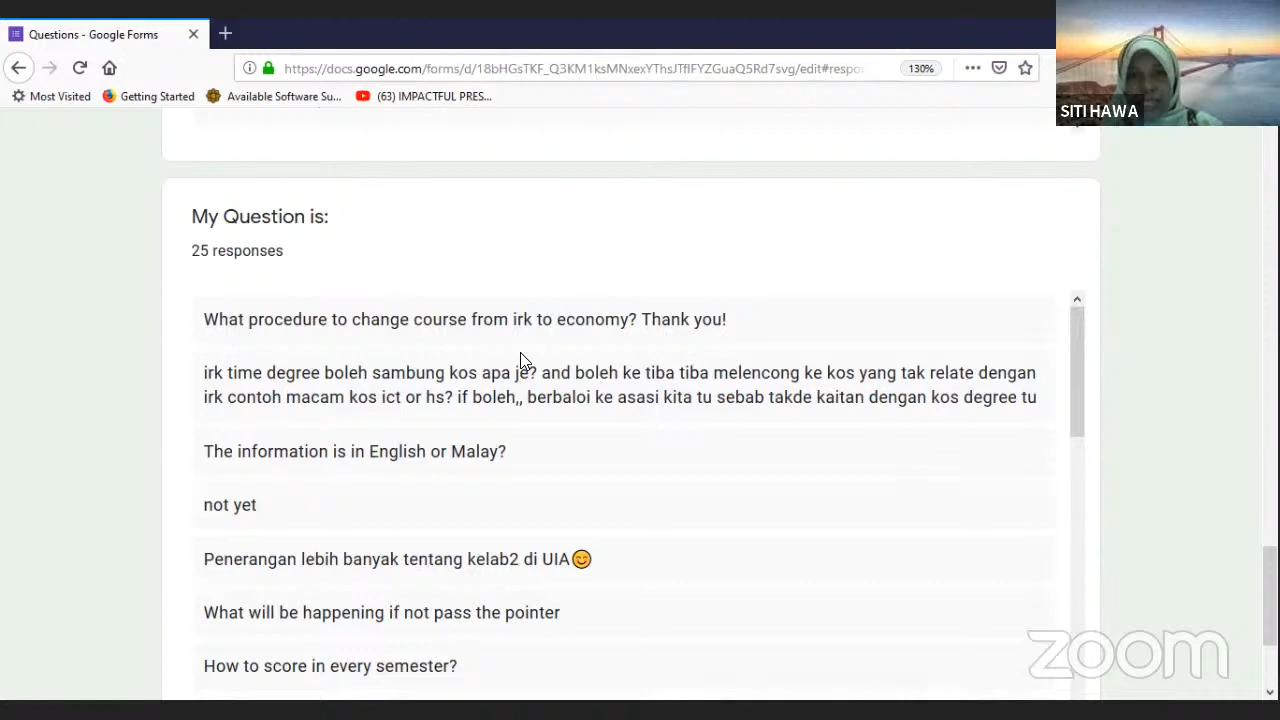 Questions - Google Forms
https://docs.google.com/forms/d/18bHGsTKF_Q3KM1ksMNxexYThsJTflFYZGuaQ5Rd7svg/edit#respo
130%
Most Visited
Getting Started
Available Software Su...
(63) IMPACTFUL PRES...
SITI HAWA
My Question is:
25 responses
What procedure to change course from irk to economy? Thank you!
irk time degree boleh sambung kos apa je? and boleh ke tiba tiba melencong ke kos yang tak relate dengan
irk contoh macam kos ict or hs? if boleh,, berbaloi ke asasi kita tu sebab takde kaitan dengan kos degree tu
The information is in English or Malay?
not yet
Penerangan lebih banyak tentang kelab2 di UIA😊
What will be happening if not pass the pointer
How to score in every semester?
zoom